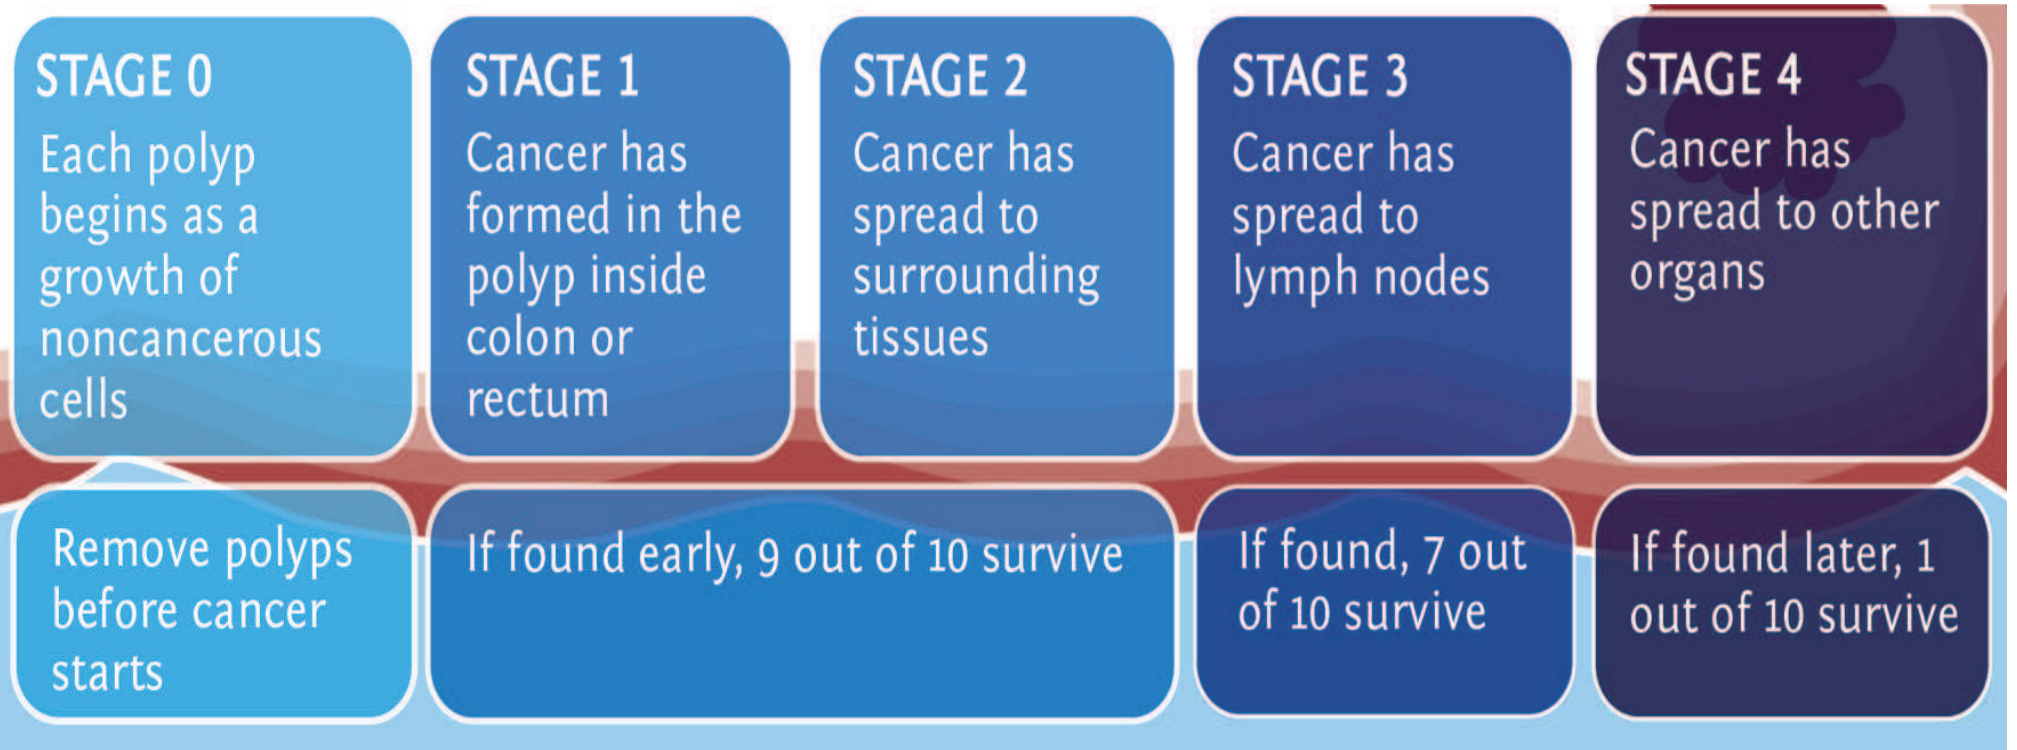 STAGE 0
Each polyp
begins as a
growth of
noncancerous
cells
STAGE 1
Cancer has
formed in the
polyp inside
colon or
rectum
STAGE 2
Cancer has
spread to
surrounding
tissues
STAGE 3
Cancer has
spread to
lymph nodes
STAGE 4
Cancer has
spread to other
organs
Remove polyps
before cancer
starts
If found early, 9 out of 10 survive
If found, 7 out
of 10 survive
If found later, 1
out of 10 survive